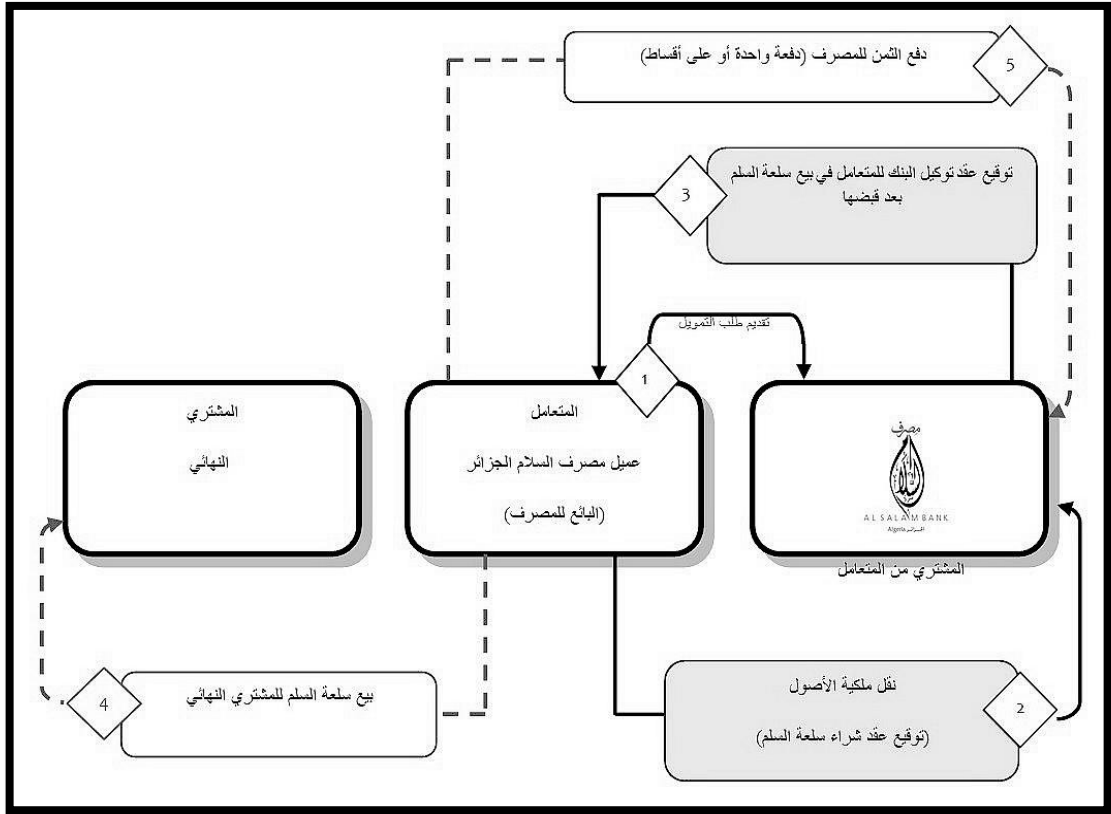 دفع الثمن للمصرف (دفعة واحدة أو على أقساط)
5
توقيع عقد توكيل البنك للمتعامل في بيع سلعة السلم
بعد قبضها
3
تقديم طلب التمويل
1
المشتري
النهائي
المتعامل
عميل مصرف السلام الجزائر
(البائع للمصرف)
مصرف
السلام
AL SALAM BANK
Algeria الجزائر
المشتري من المتعامل
بيع سلعة السلم للمشتري النهائي
4
نقل ملكية الأصول
(توقيع عقد شراء سلعة السلم)
2